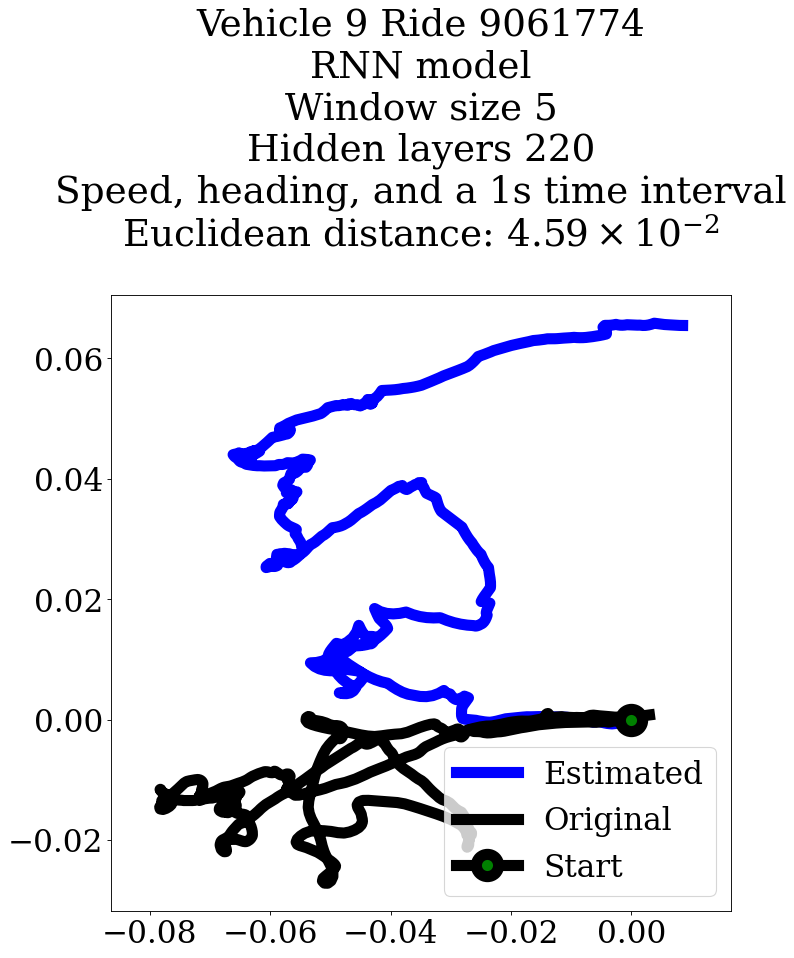 Vehicle 9 Ride 9061774
RNN model
Window size 5
Hidden layers 220
Speed, heading, and a 1s time interval
Euclidean distance: 4.59 × 10⁻²
0.06
0.04
0.02
0.00
−0.02
Estimated
Original
Start
−0.08 −0.06 −0.04 −0.02 0.00